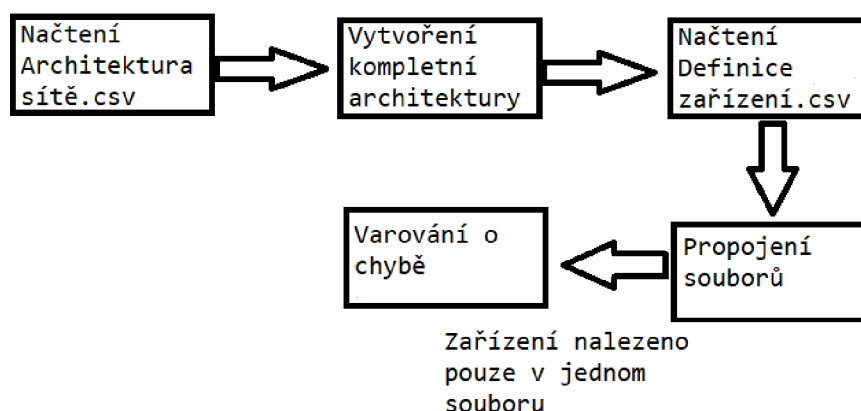 Načtení
Architektura
sítě.csv
Vytvoření
kompletní
architektury
Načtení
Definice
zařízení.csv
Varování o
chybě
Propojení
souborů
Zařízení nalezeno
pouze v jednom
souboru